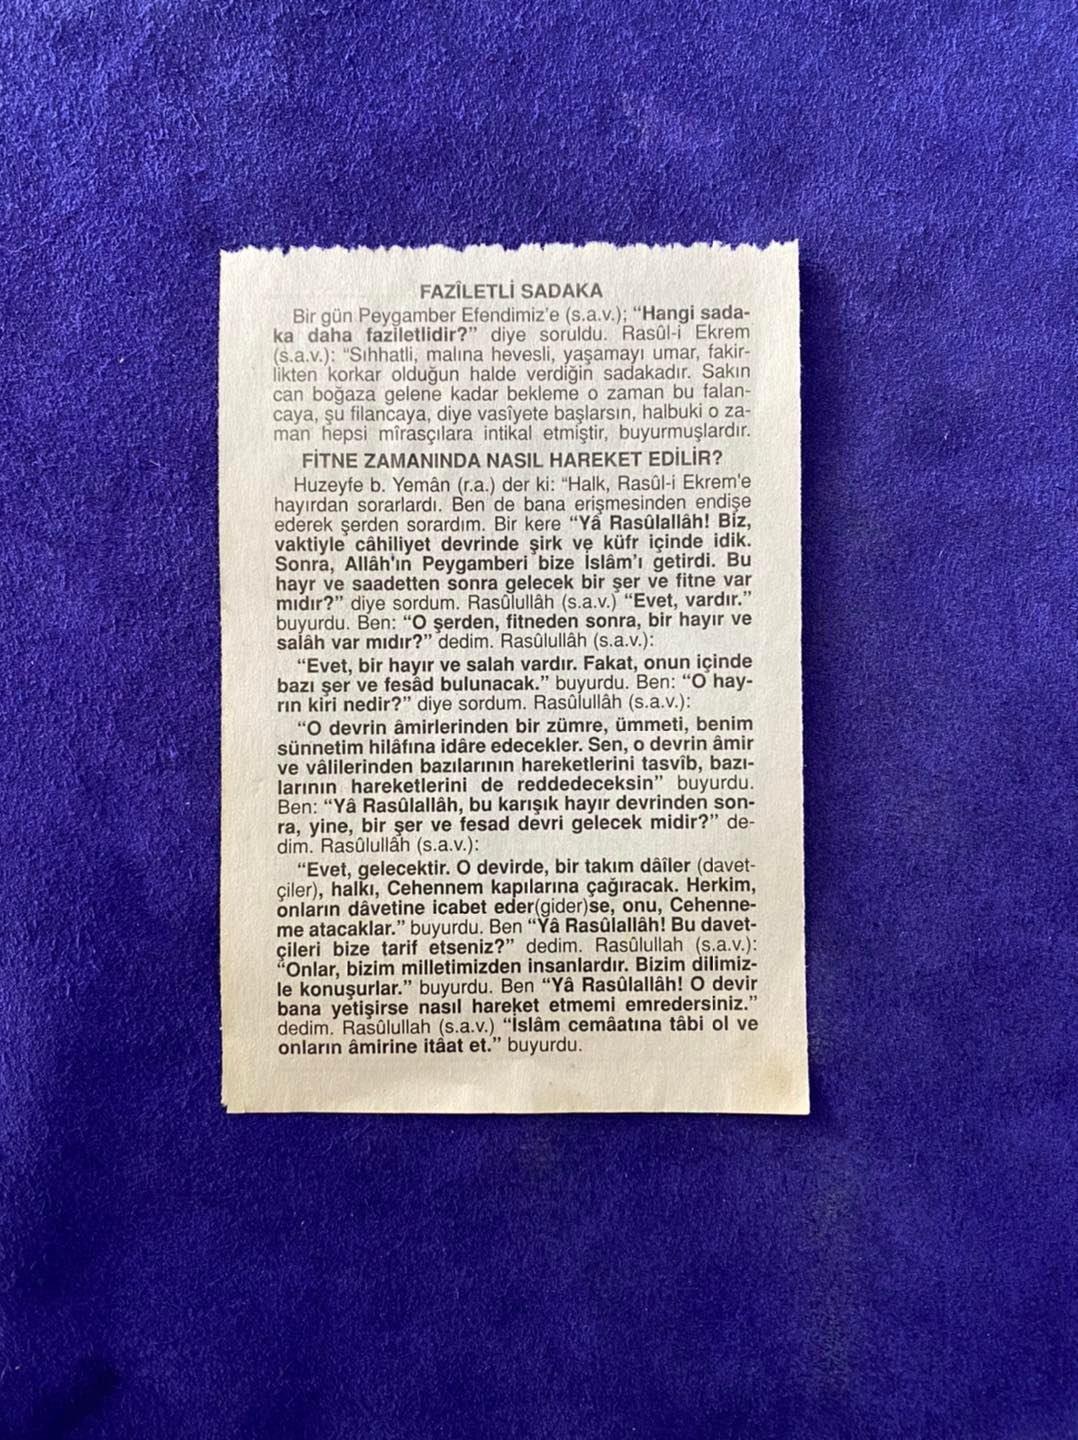 FAZÎLETLİ SADAKA
Bir gün Peygamber Efendimiz'e (s.a.v.); “Hangi sada-
ka daha faziletlidir?” diye soruldu. Rasûl-i Ekrem
(s.a.v.): “Sıhhatli, malına hevesli, yaşamayı umar, fakir-
likten korkar olduğun halde verdiğin sadakadır. Sakın
can boğaza gelene kadar bekleme o zaman bu falan-
caya, şu filancaya, diye vasîyete başlarsın, halbuki o za-
man hepsi mîrasçılara intikal etmiştir, buyurmuşlardır.
FİTNE ZAMANINDA NASIL HAREKET EDİLİR?
Huzeyfe b. Yemân (r.a.) der ki: “Halk, Rasûl-i Ekrem'e
hayırdan sorarlardı. Ben de bana erişmesinden endişe
ederek şerden sorardım. Bir kere “Yâ Rasûlallâh! Biz,
vaktiyle câhiliyet devrinde şirk ve küfr içinde idik.
Sonra, Allâh'ın Peygamberi bize İslâm'ı getirdi. Bu
hayr ve saadetten sonra gelecek bir şer ve fitne var
mıdır?” diye sordum. Rasûlullâh (s.a.v.) “Evet, vardır.”
buyurdu. Ben: “O şerden, fitneden sonra, bir hayır ve
salâh var mıdır?” dedim. Rasûlullâh (s.a.v.):
“Evet, bir hayır ve salah vardır. Fakat, onun içinde
bazı şer ve fesâd bulunacak.” buyurdu. Ben: “O hay-
rın kiri nedir?” diye sordum. Rasûlullâh (s.a.v.):
“O devrin âmirlerinden bir zümre, ümmeti, benim
sünnetim hilâfına idâre edecekler. Sen, o devrin âmir
ve vâlilerinden bazılarının hareketlerini tasvîb, bazı-
larının hareketlerini de reddedeceksin” buyurdu.
Ben: “Yâ Rasûlallâh, bu karışık hayır devrinden son-
ra, yine, bir şer ve fesad devri gelecek midir?” de-
dim. Rasûlullâh (s.a.v.):
“Evet, gelecektir. O devirde, bir takım dâîler (davet-
çiler), halkı, Cehennem kapılarına çağıracak. Herkim,
onların dâvetine icabet eder(gider)se, onu, Cehenne-
me atacaklar.” buyurdu. Ben “Yâ Rasûlallâh! Bu davet-
çileri bize tarif etseniz?” dedim. Rasûlullah (s.a.v.):
“Onlar, bizim milletimizden insanlardır. Bizim dilimiz-
le konuşurlar.” buyurdu. Ben “Yâ Rasûlallâh! O devir
bana yetişirse nasıl hareket etmemi emredersiniz.”
dedim. Rasûlullah (s.a.v.) “İslâm cemâatına tâbi ol ve
onların âmirine itâat et.” buyurdu.